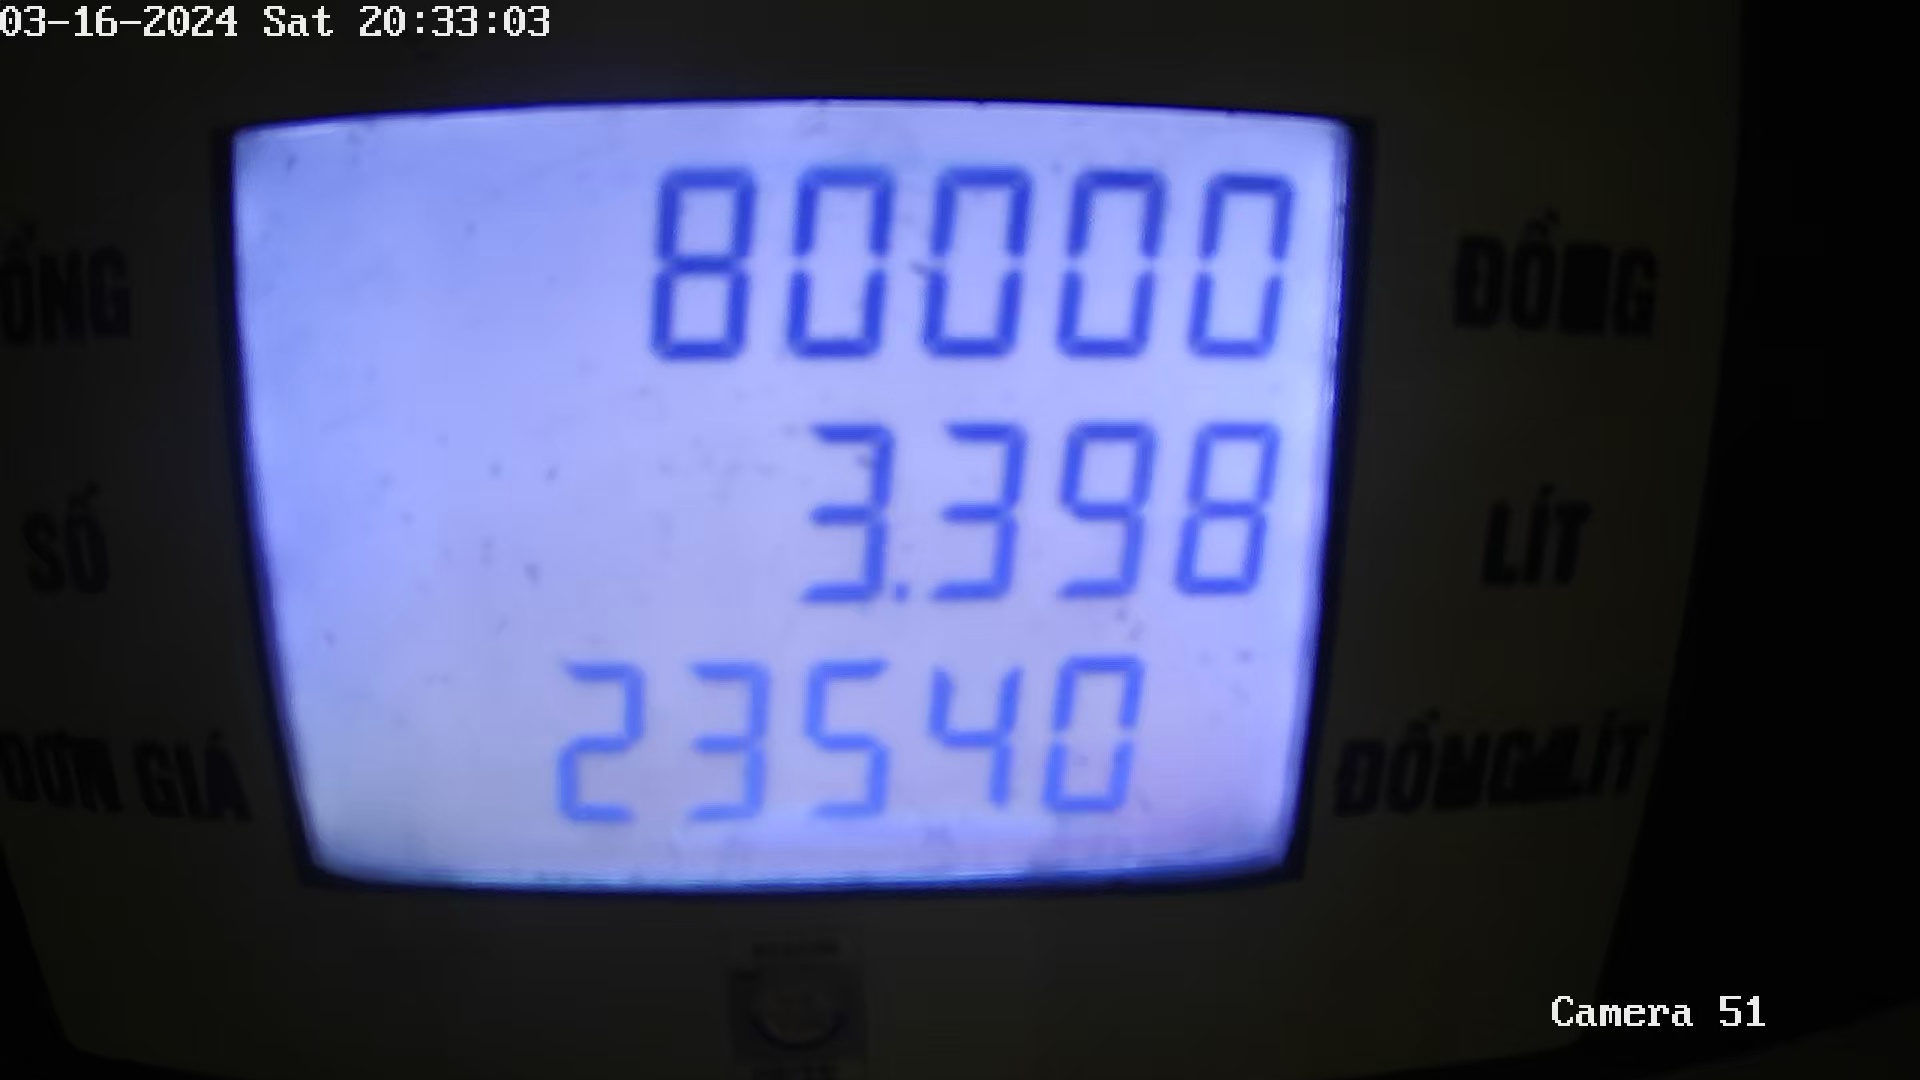 03-16-2024 Sat 20:33:03
80000 ĐỒNG
SỐ 3.398 LÍT
ĐƠN GIÁ 23540 ĐỒNG/LÍT
Camera 51